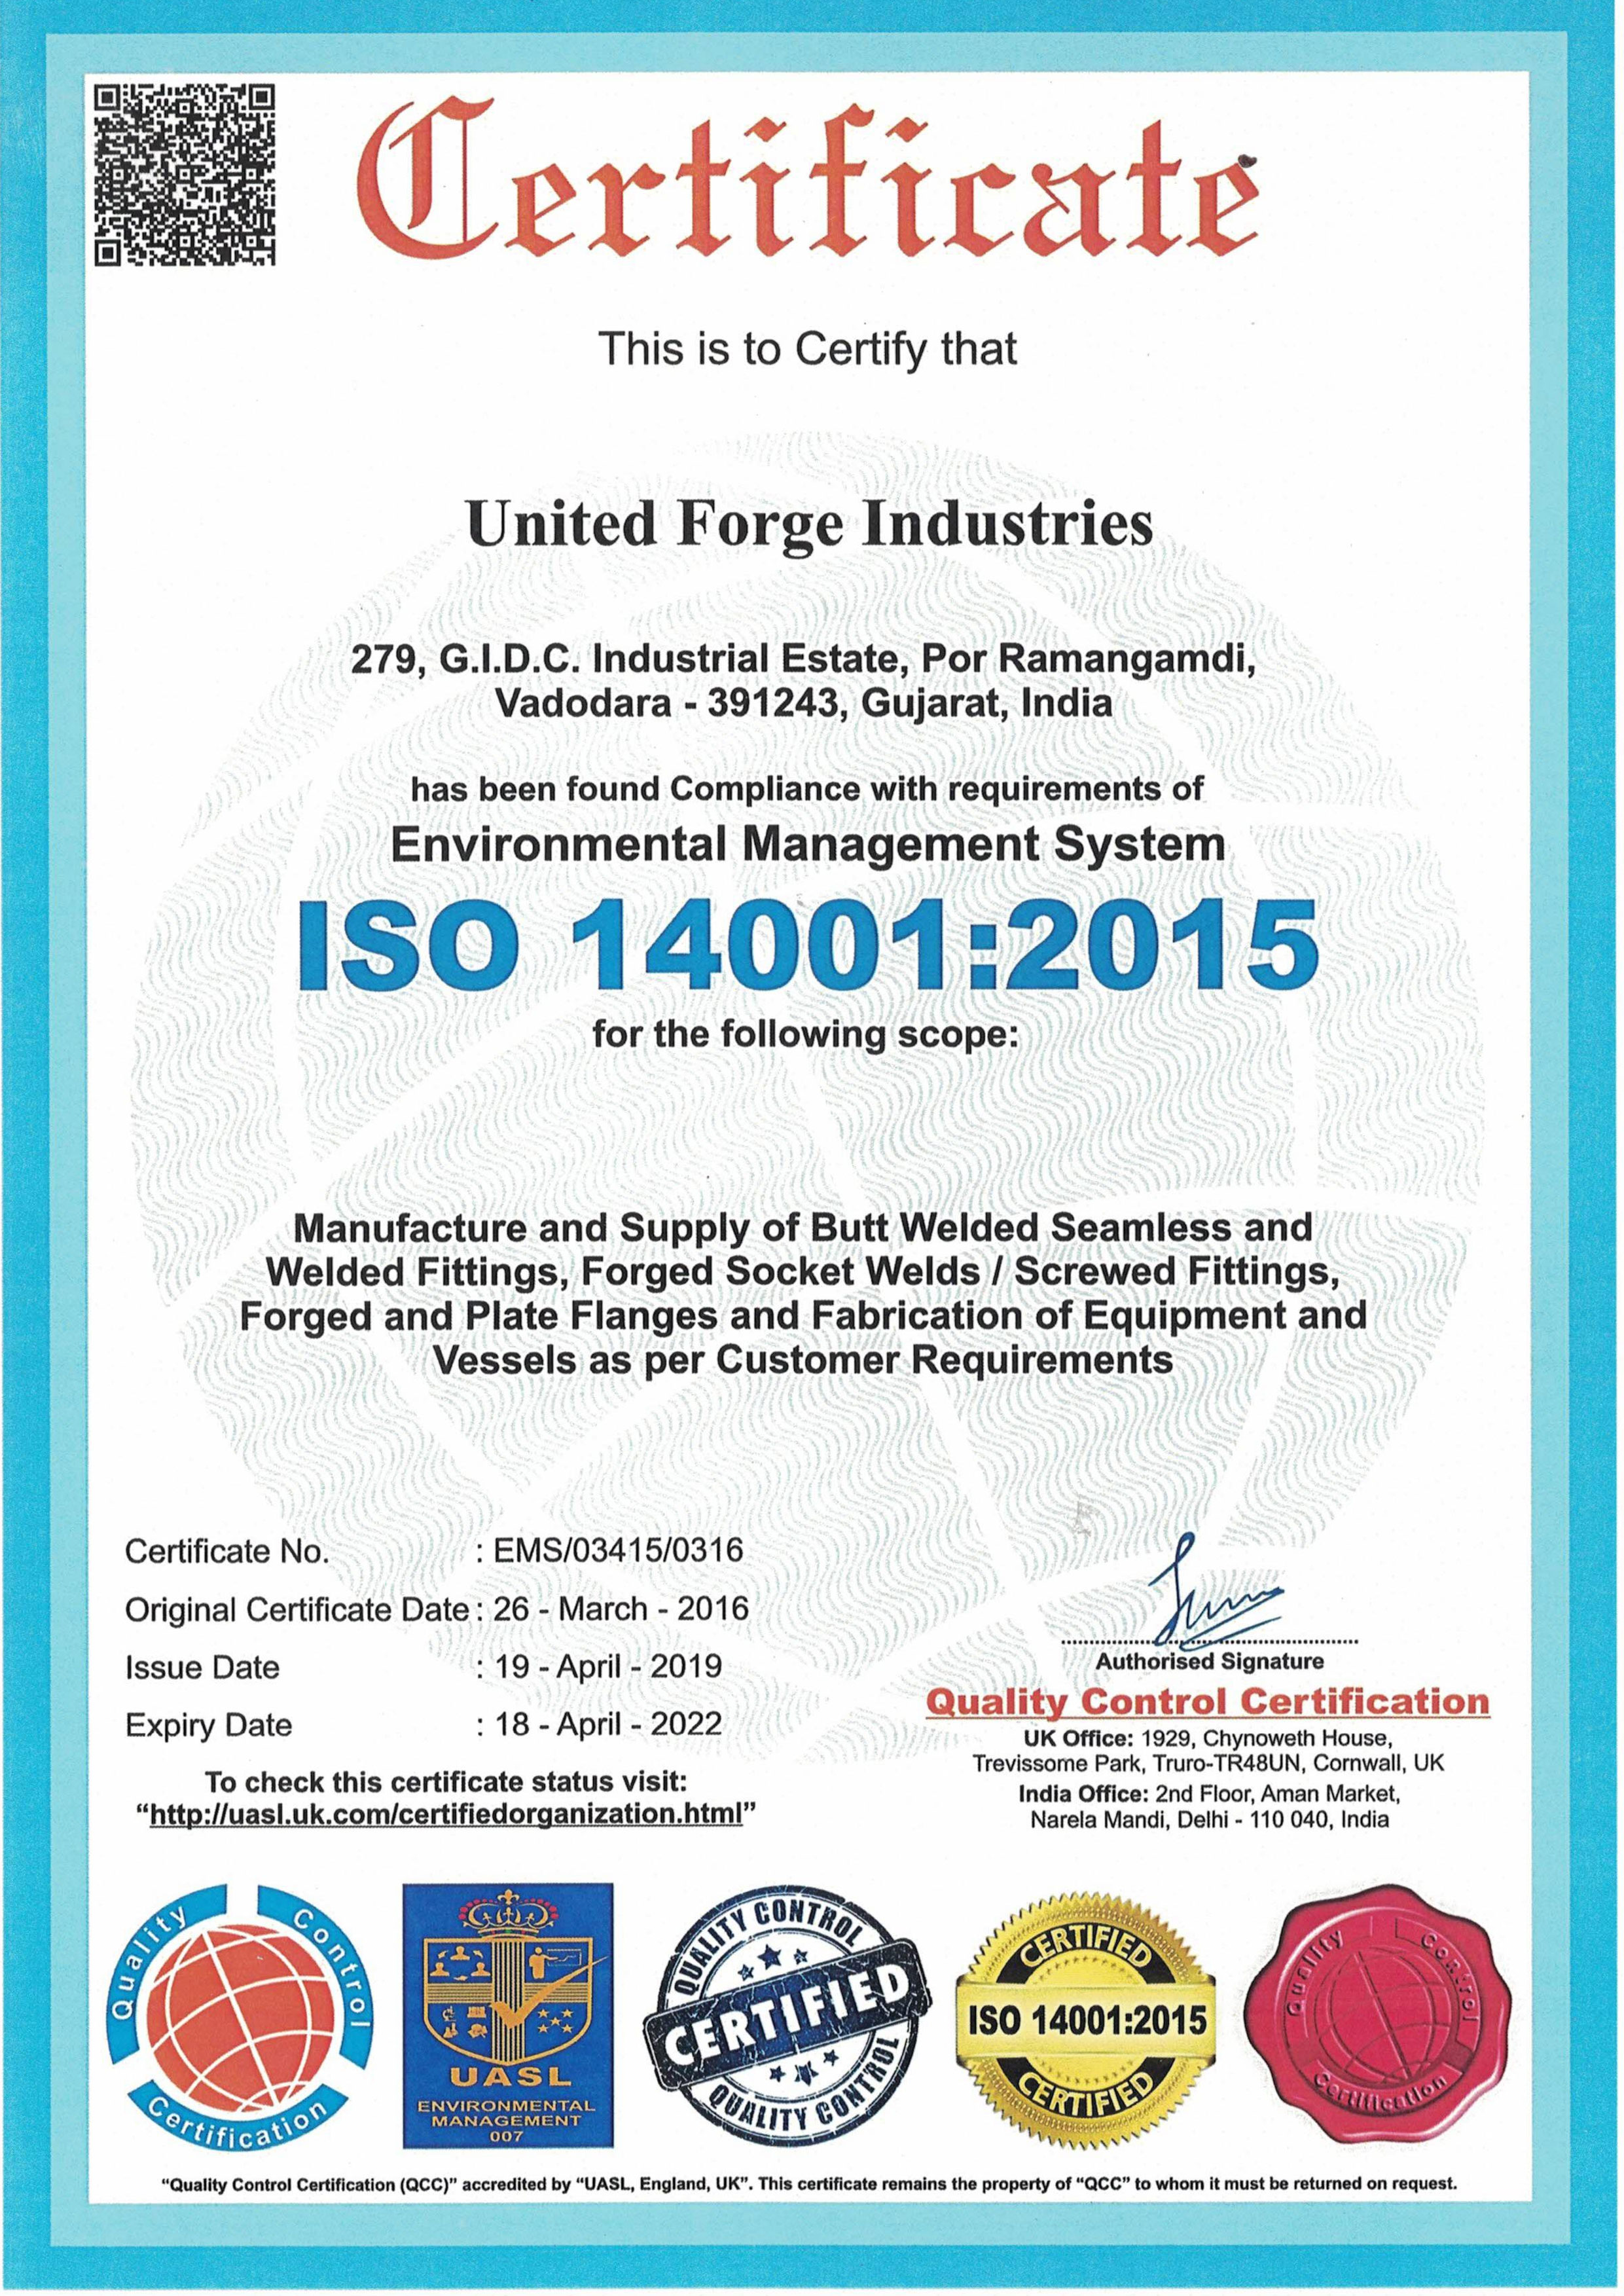 Certificate
This is to Certify that
United Forge Industries
279, G.I.D.C. Industrial Estate, Por Ramangamdi,
Vadodara - 391243, Gujarat, India
has been found Compliance with requirements of
Environmental Management System
ISO 14001:2015
for the following scope:
Manufacture and Supply of Butt Welded Seamless and
Welded Fittings, Forged Socket Welds / Screwed Fittings,
Forged and Plate Flanges and Fabrication of Equipment and
Vessels as per Customer Requirements
Certificate No. : EMS/03415/0316
Original Certificate Date : 26 - March - 2016
Issue Date : 19 - April - 2019
Expiry Date : 18 - April - 2022
To check this certificate status visit:
“http://uasl.uk.com/certifiedorganization.html”
Authorised Signature
Quality Control Certification
UK Office: 1929, Chynoweth House,
Trevissome Park, Truro-TR48UN, Cornwall, UK
India Office: 2nd Floor, Aman Market,
Narela Mandi, Delhi - 110 040, India
Quality Control
Certification
UASL
ENVIRONMENTAL
MANAGEMENT
007
QUALITY CONTROL
CERTIFIED
QUALITY CONTROL
CERTIFIED
ISO 14001:2015
CERTIFIED
Quality Control
Certification
“Quality Control Certification (QCC)” accredited by “UASL, England, UK”. This certificate remains the property of “QCC” to whom it must be returned on request.